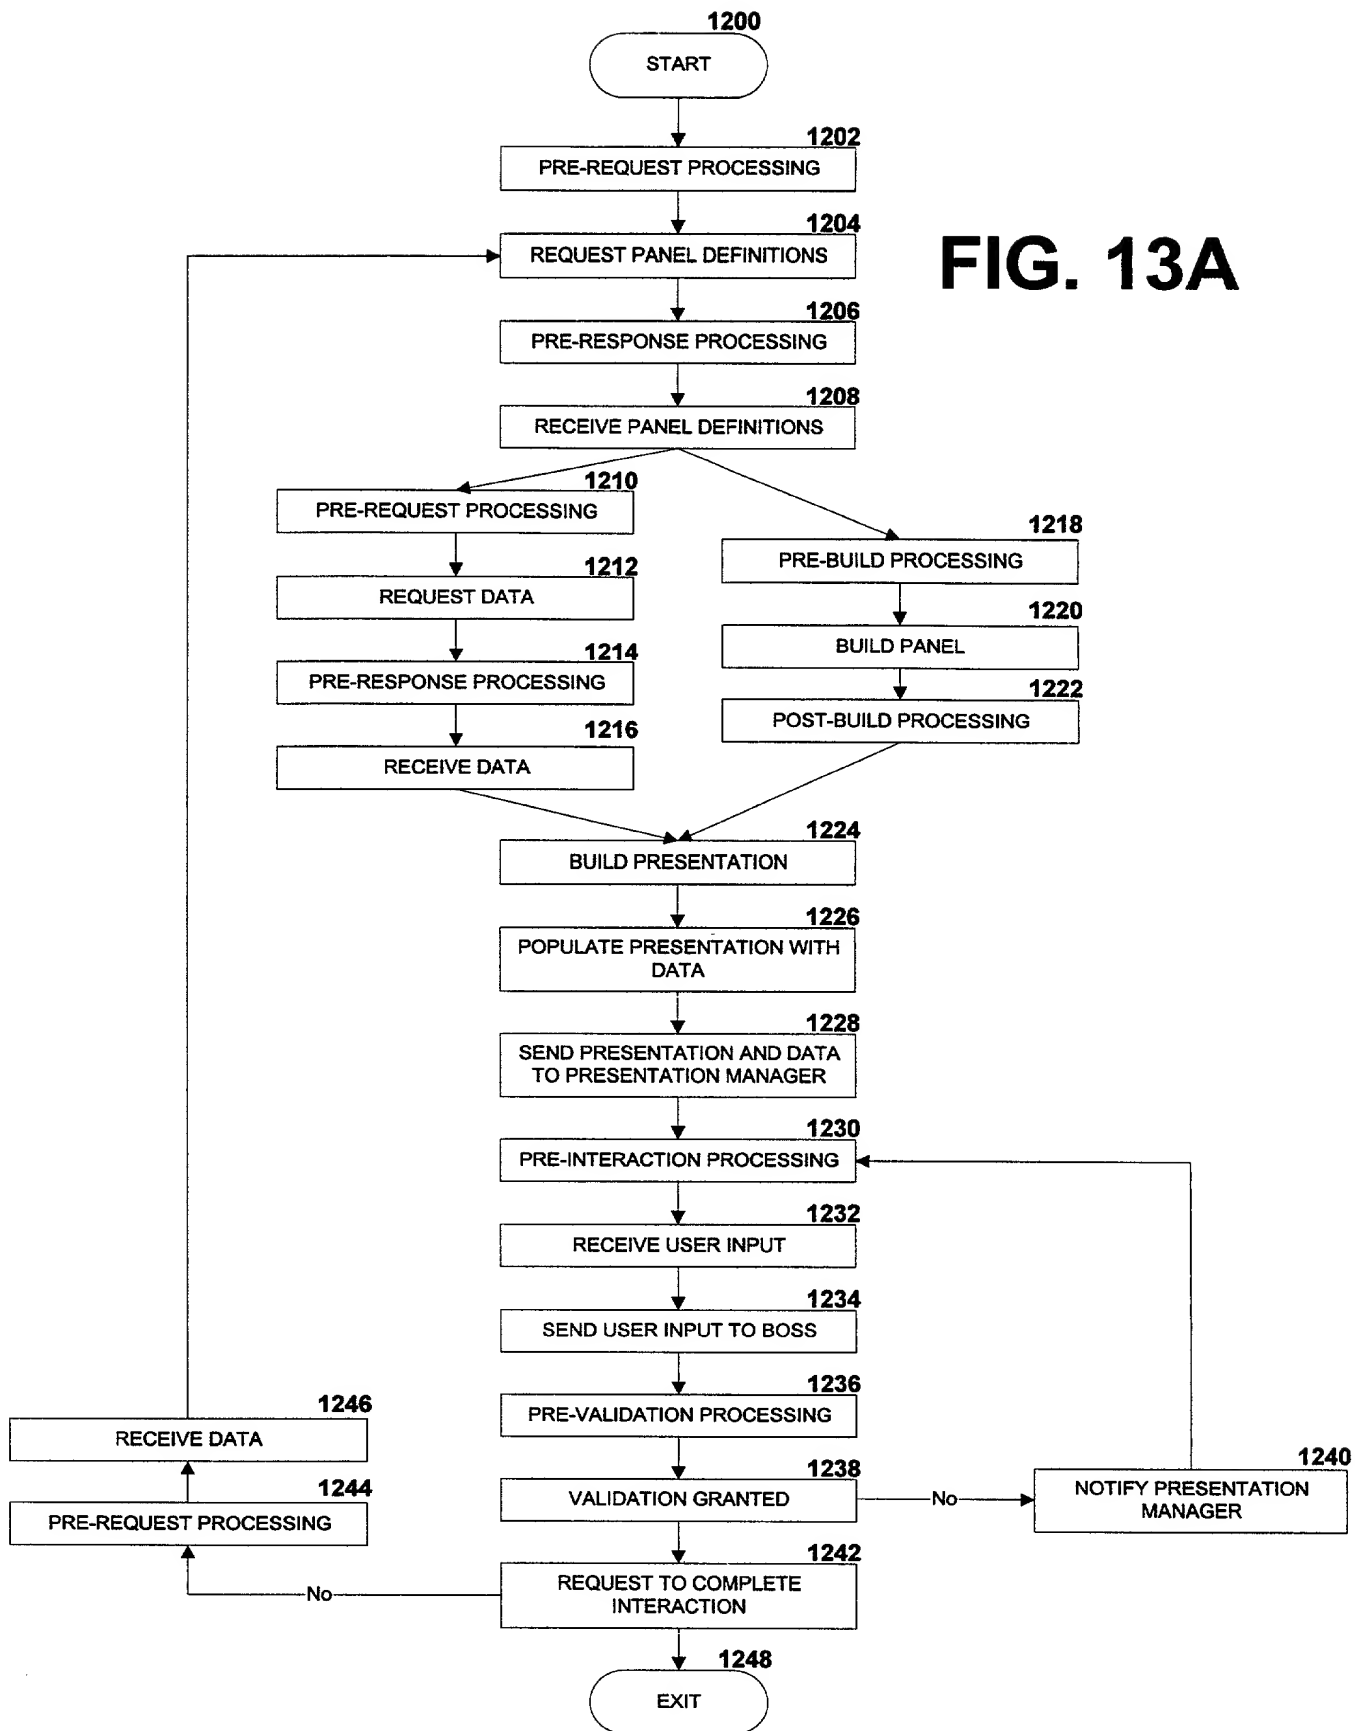 1200
START
1202
PRE-REQUEST PROCESSING
1204
REQUEST PANEL DEFINITIONS
FIG. 13A
1206
PRE-RESPONSE PROCESSING
1208
RECEIVE PANEL DEFINITIONS
1210
PRE-REQUEST PROCESSING
1212
REQUEST DATA
1214
PRE-RESPONSE PROCESSING
1216
RECEIVE DATA
1218
PRE-BUILD PROCESSING
1220
BUILD PANEL
1222
POST-BUILD PROCESSING
1224
BUILD PRESENTATION
1226
POPULATE PRESENTATION WITH
DATA
1228
SEND PRESENTATION AND DATA
TO PRESENTATION MANAGER
1230
PRE-INTERACTION PROCESSING
1232
RECEIVE USER INPUT
1234
SEND USER INPUT TO BOSS
1236
PRE-VALIDATION PROCESSING
1238
VALIDATION GRANTED
No
1240
NOTIFY PRESENTATION
MANAGER
1242
REQUEST TO COMPLETE
INTERACTION
No
1244
PRE-REQUEST PROCESSING
1246
RECEIVE DATA
1248
EXIT